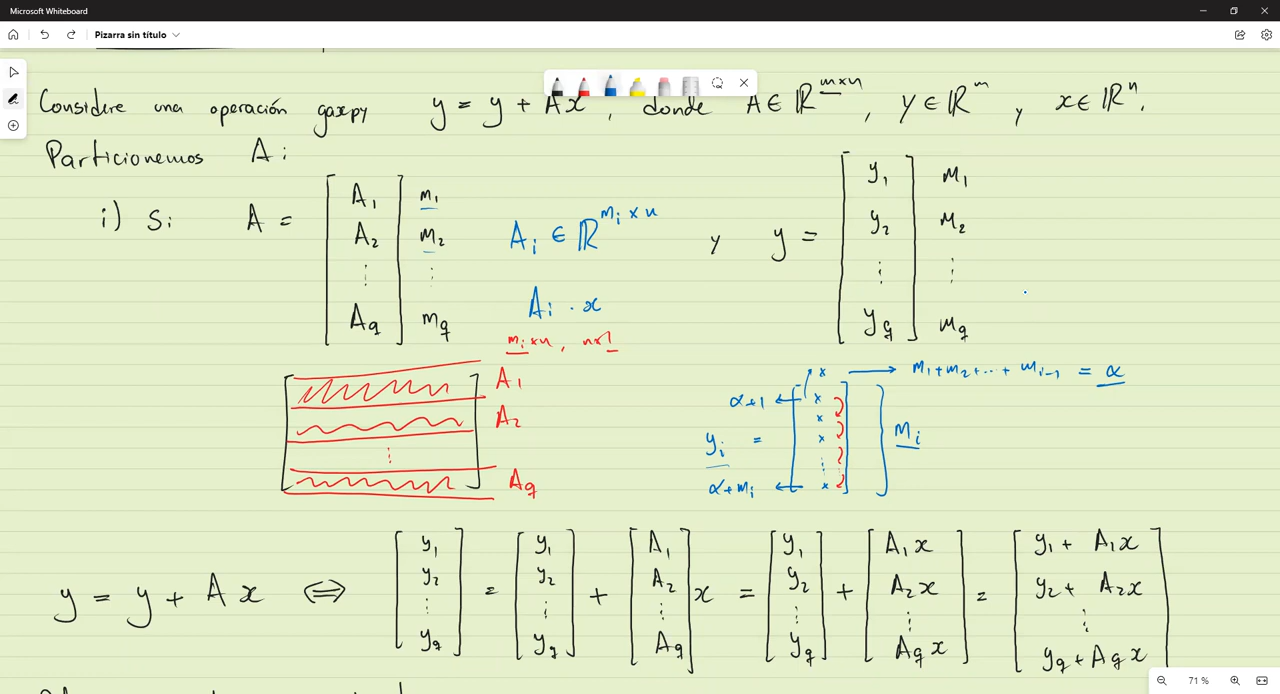 Microsoft Whiteboard
Pizarra sin título
Considere una operación gaxpy y = y + Ax, donde A ∈ ℝ^{m×n}, y ∈ ℝ^m y x ∈ ℝ^n.
Particionemos A:
i) Si A = [A₁ A₂ ⋮ A_q] m₁ m₂ ⋮ m_q y y = [y₁ y₂ ⋮ y_q] m₁ m₂ ⋮ m_q
A_i ∈ ℝ^{m_i×n}
A_i · x
m_i×n, n×1
A₁
A₂
⋮
A_q
x → m₁+m₂+⋯+m_{i-1} = α
α+1 ← x
y_i = [x x x ⋮ x] } m_i
α+m_i ←
y = y + Ax ⟺ [y₁ y₂ ⋮ y_q] = [y₁ y₂ ⋮ y_q] + [A₁ A₂ ⋮ A_q] x = [y₁ y₂ ⋮ y_q] + [A₁x A₂x ⋮ A_qx] = [y₁ + A₁x y₂ + A₂x ⋮ y_q + A_qx]
71 %